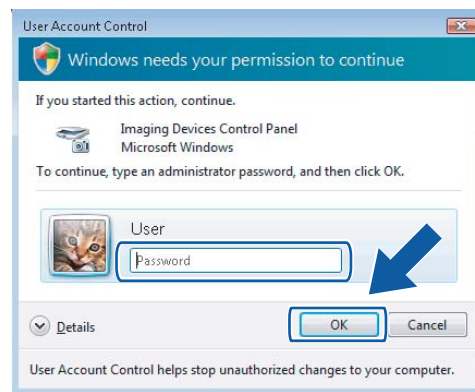 User Account Control
Windows needs your permission to continue
If you started this action, continue.
Imaging Devices Control Panel
Microsoft Windows
To continue, type an administrator password, and then click OK.
User
Password
Details
OK
Cancel
User Account Control helps stop unauthorized changes to your computer.